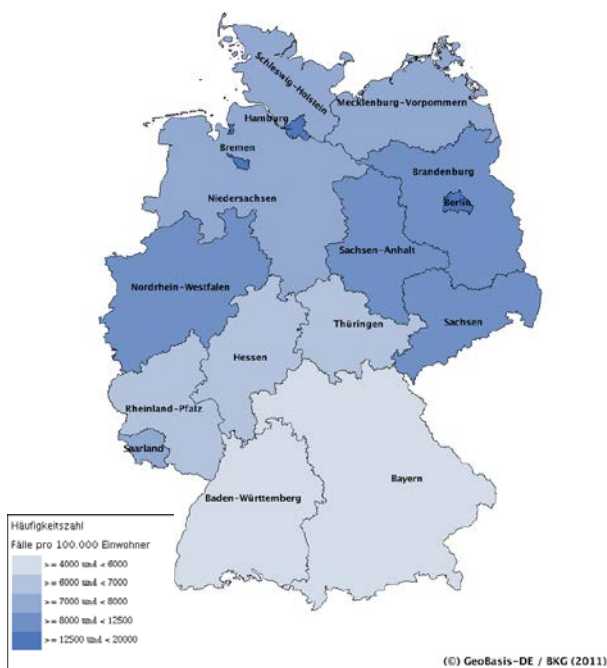 Schleswig-Holstein
Mecklenburg-Vorpommern
Hamburg
Bremen
Brandenburg
Niedersachsen
Berlin
Sachsen-Anhalt
Nordrhein-Westfalen
Thüringen
Sachsen
Hessen
Rheinland-Pfalz
Saarland
Bayern
Baden-Württemberg
Häufigkeitszahl
Fälle pro 100.000 Einwohner
>= 4000 und < 6000
>= 6000 und < 7000
>= 7000 und < 8000
>= 8000 und < 12500
>= 12500 und < 20000
(©) GeoBasis-DE / BKG (2011)